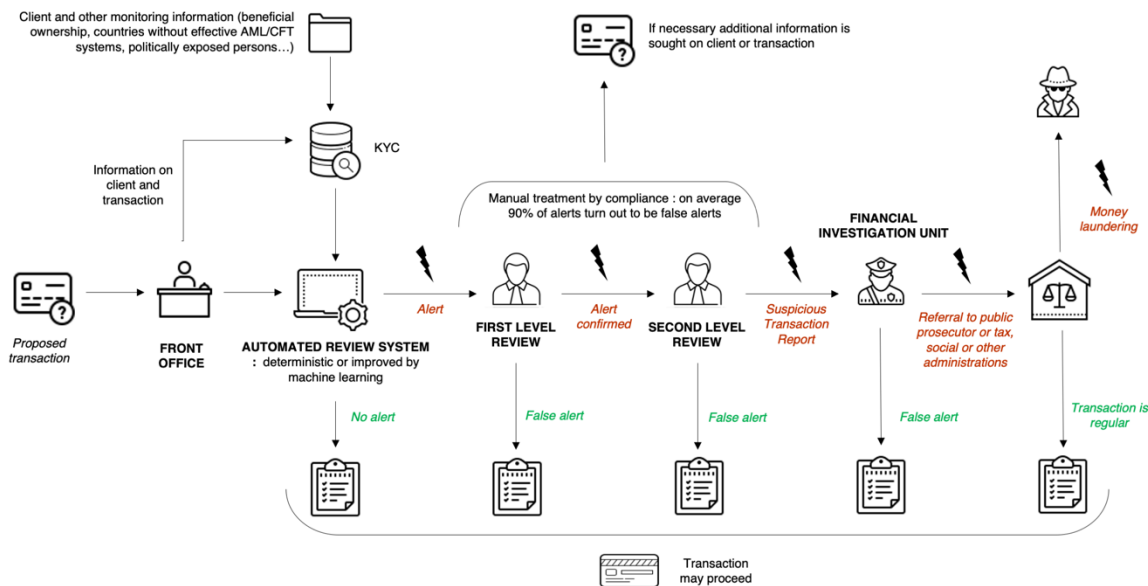 Client and other monitoring information (beneficial
ownership, countries without effective AML/CFT
systems, politically exposed persons…)
If necessary additional information is
sought on client or transaction
KYC
Information on
client and
transaction
Manual treatment by compliance : on average
90% of alerts turn out to be false alerts
FINANCIAL
INVESTIGATION UNIT
Money
laundering
Proposed
transaction
FRONT
OFFICE
AUTOMATED REVIEW SYSTEM
: deterministic or improved by
machine learning
Alert
FIRST LEVEL
REVIEW
Alert
confirmed
SECOND LEVEL
REVIEW
Suspicious
Transaction
Report
Referral to public
prosecutor or tax,
social or other
administrations
No alert
False alert
False alert
False alert
Transaction is
regular
Transaction
may proceed